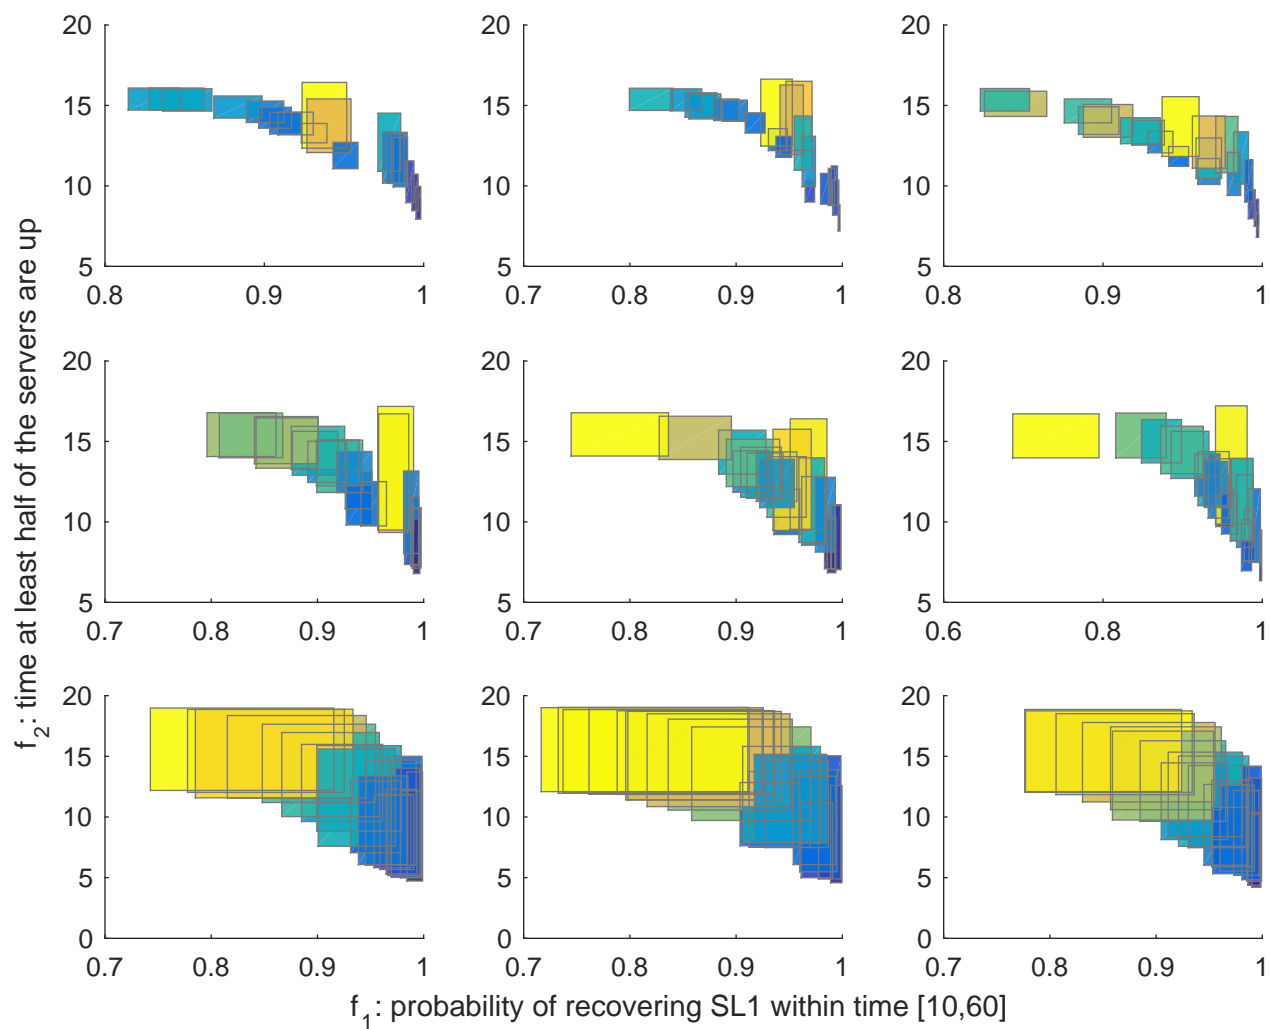 20 20 20
15 15 15
10 10 10
5 5 5
0.8 0.9 1 0.7 0.8 0.9 1 0.8 0.9 1
20 20 20
15 15 15
10 10 10
5 5 5
0.7 0.8 0.9 1 0.7 0.8 0.9 1 0.6 0.8 1
20 20 20
15 15 15
10 10 10
5 5 5
0 0 0
0.7 0.8 0.9 1 0.7 0.8 0.9 1 0.7 0.8 0.9 1
f₂: time at least half of the servers are up
f₁: probability of recovering SL1 within time [10,60]